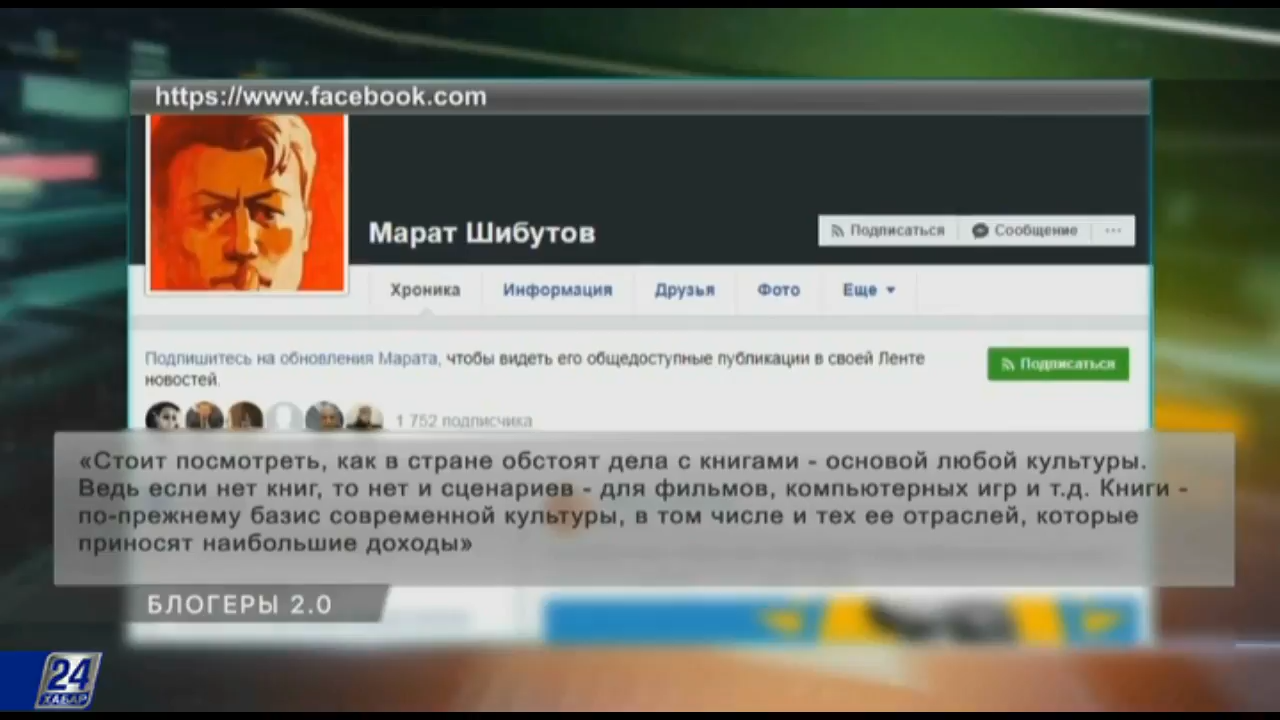 https://www.facebook.com
Марат Шибутов
Подписаться
Сообщение
Хроника
Информация
Друзья
Фото
Еще
Подпишитесь на обновления Марата, чтобы видеть его общедоступные публикации в своей Ленте
новостей.
Подписаться
1 752 подписчика
«Стоит посмотреть, как в стране обстоят дела с книгами - основой любой культуры.
Ведь если нет книг, то нет и сценариев - для фильмов, компьютерных игр и т.д. Книги -
по-прежнему базис современной культуры, в том числе и тех ее отраслей, которые
приносят наибольшие доходы»
БЛОГЕРЫ 2.0
24
ХАБАР